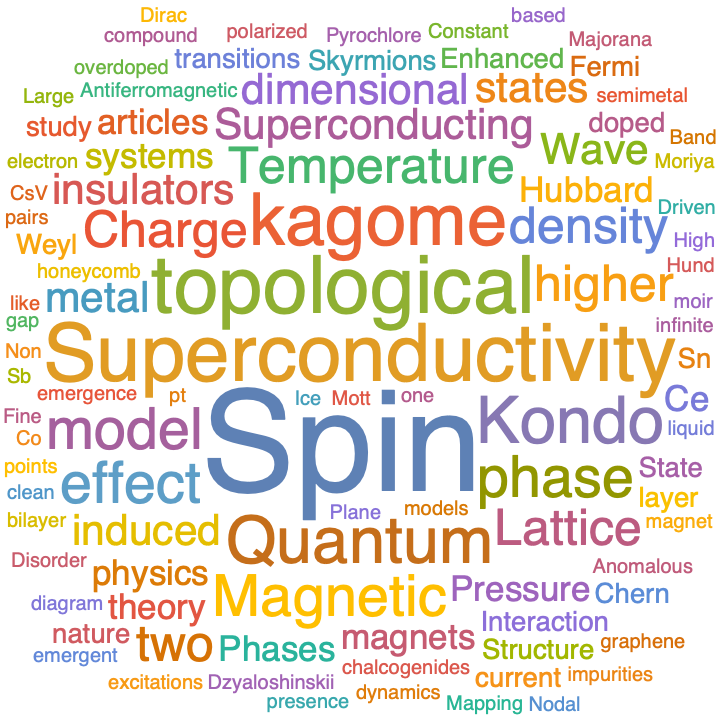 Dirac
based
compound
polarized
Pyrochlore
Constant
Majorana
overdoped
transitions
Skyrmions
Enhanced
Fermi
Large
Antiferromagnetic
dimensional
states
semimetal
study
articles
Superconducting
doped
Band
electron
systems
Temperature
Wave
Moriya
CsV
insulators
Hubbard
Driven
pairs
Charge
kagome
density
High
Weyl
honeycomb
topological
higher
Hund
like
metal
moir
gap
infinite
Non
Superconductivity
Sn
Sb
emergence
pt
Ice
Mott
one
Ce
Fine
Co
model
Spin
Kondo
liquid
points
clean
effect
phase
State
layer
bilayer
induced
Plane
models
magnet
Disorder
Quantum
Lattice
Anomalous
physics
diagram
theory
Magnetic
Pressure
Chern
nature
two
Phases
magnets
Interaction
emergent
Structure
graphene
chalcogenides
excitations
Dzyaloshinskii
current
impurities
presence
dynamics
Mapping
Nodal